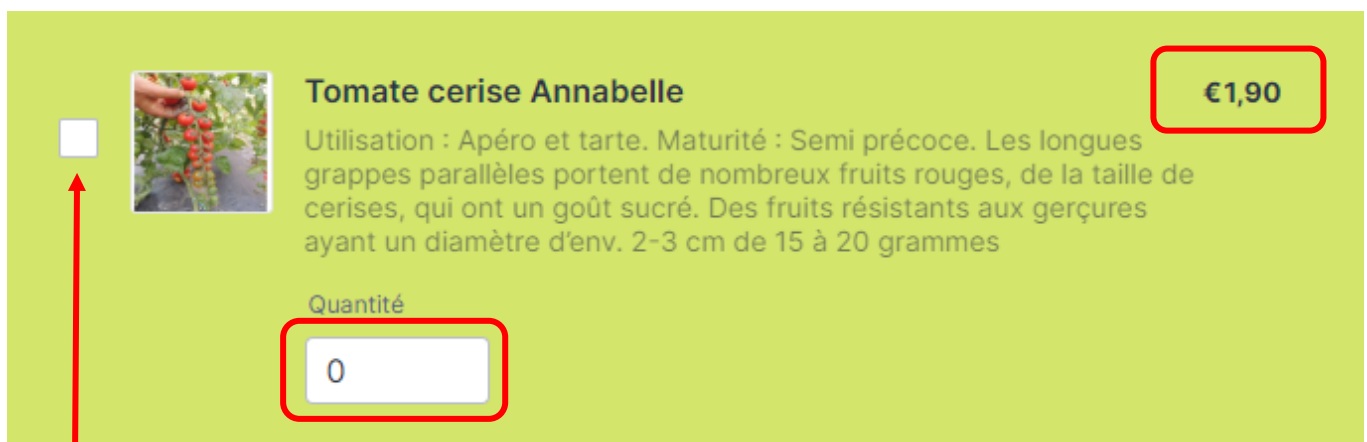 Tomate cerise Annabelle
€1,90
Utilisation : Apéro et tarte. Maturité : Semi précoce. Les longues
grappes parallèles portent de nombreux fruits rouges, de la taille de
cerises, qui ont un goût sucré. Des fruits résistants aux gerçures
ayant un diamètre d’env. 2-3 cm de 15 à 20 grammes
Quantité
0